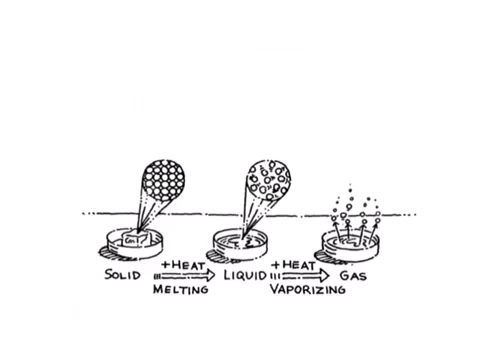 +HEAT
+HEAT
SOLID
LIQUID
GAS
MELTING
VAPORIZING